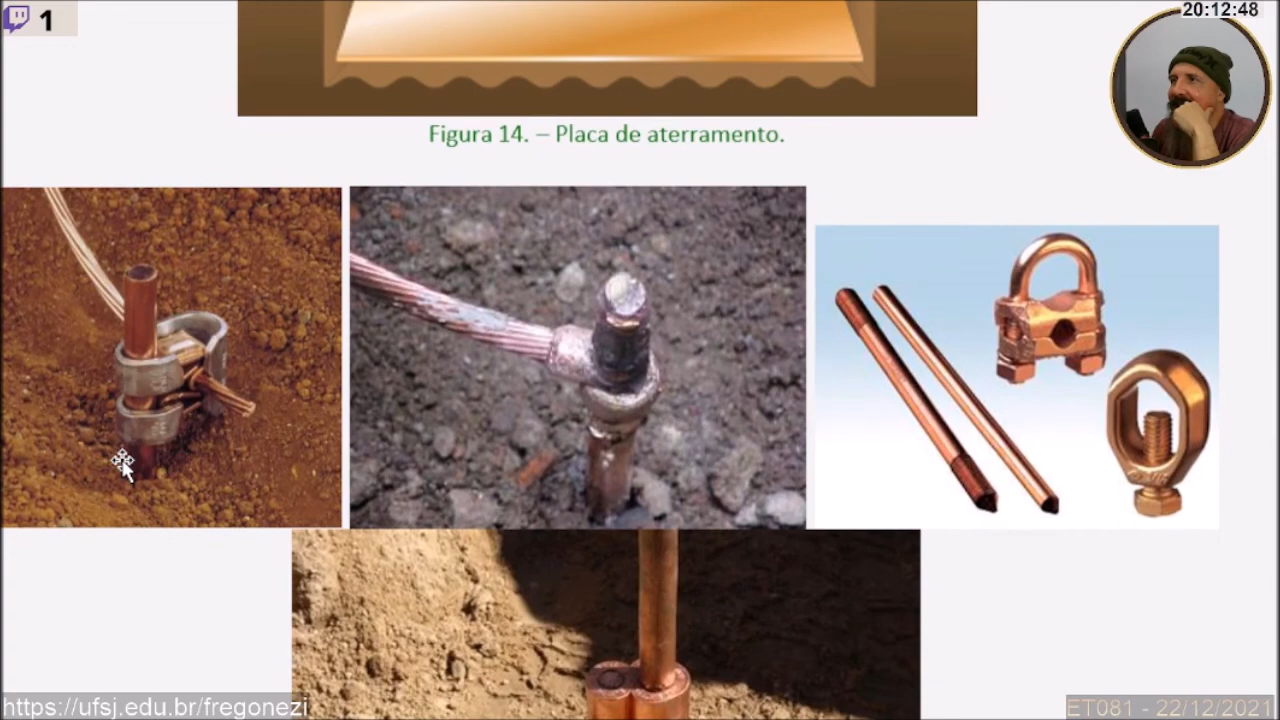 1
20:12:48
Figura 14. – Placa de aterramento.
https://ufsj.edu.br/fregonezi
ET081 - 22/12/2021